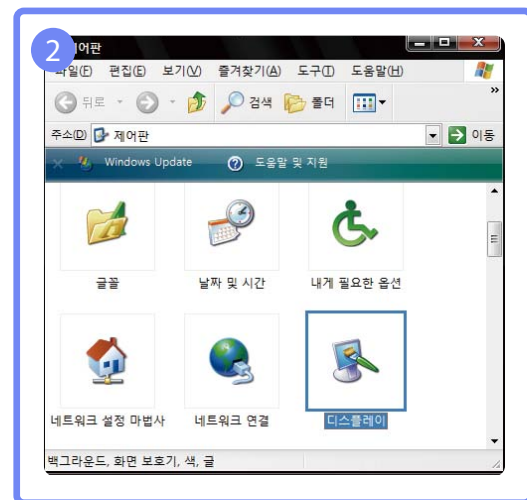 2
어판
파일(F) 편집(E) 보기(V) 즐겨찾기(A) 도구(T) 도움말(H)
뒤로 검색 폴더
주소(D) 제어판 이동
Windows Update 도움말 및 지원
글꼴 날짜 및 시간 내게 필요한 옵션
네트워크 설정 마법사 네트워크 연결 디스플레이
백그라운드, 화면 보호기, 색, 글